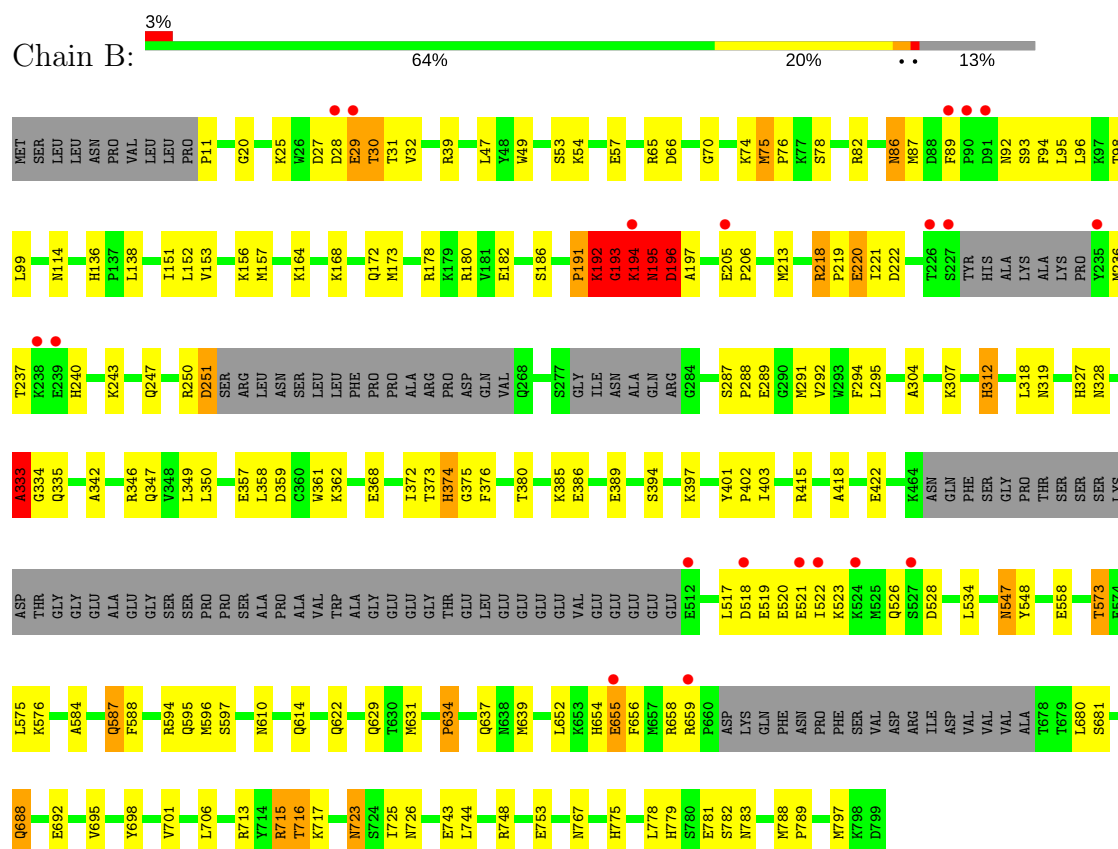 3%
Chain B:
64% 20% • • 13%
MET SER LEU LEU ASN PRO VAL LEU LEU PRO P11 G20 K25 W26 D27 D28 E29 T30 T31 V32 R39 L47 Y48 W49 S53 K54 E57 R65 D66 G70 K74 M75 P76 K77 S78 R82 N86 M87 D88 F89 P90 D91 N92 S93 F94 L95 L96 K97 T98
L99 N114 H136 P137 L138 I151 L152 V153 K156 M157 K164 K168 Q172 M173 R178 K179 R180 V181 E182 S186 P191 K192 G193 K194 N195 D196 A197 E205 P206 M213 R218 P219 E220 I221 D222 T226 S227 TYR HIS ALA LYS ALA LYS PRO Y235 M236
T237 K238 E239 H240 K243 Q247 R250 D251 SER ARG LEU ASN SER LEU LEU PHE PRO PRO ALA ARG PRO ASP GLN VAL Q268 S277 GLY ILE ASN ALA GLN ARG G284 S287 P288 E289 G290 M291 V292 W293 F294 L295 A304 K307 H312 L318 N319 H327 N328
A333 G334 Q335 A342 R346 Q347 V348 L349 L350 E357 L358 D359 C360 W361 K362 E368 I372 T373 H374 G375 F376 T380 K385 E386 E389 S394 K397 Y401 P402 I403 R415 A418 E422 K464 ASN GLN PHE SER GLY PRO THR SER SER SER LYS
ASP THR GLY GLY GLU ALA GLU GLY SER SER PRO PRO SER ALA PRO ALA VAL TRP ALA GLY GLU GLY GLY THR GLU LEU GLU GLU GLU GLU VAL GLU GLU GLU GLU GLU E512 L517 D518 E519 E520 E521 I522 K523 K524 M525 Q526 S527 D528 L534 N547 Y548 E558 T573 E574
L575 K576 A584 Q587 F588 R594 Q595 M596 S597 N610 Q614 Q622 Q629 T630 M631 P634 Q637 N638 M639 L652 K653 H654 E655 F656 M657 R658 R659 P660 ASP LYS GLN PHE ASN PRO PHE SER VAL ASP ARG ILE ASP VAL VAL VAL ALA T678 T679 L680 S681
Q688 E692 V695 Y698 V701 L706 R713 Y714 R715 T716 K717 N723 S724 I725 N726 E743 L744 R748 E753 N767 H775 L778 H779 S780 E781 S782 N783 M788 P789 M797 K798 D799